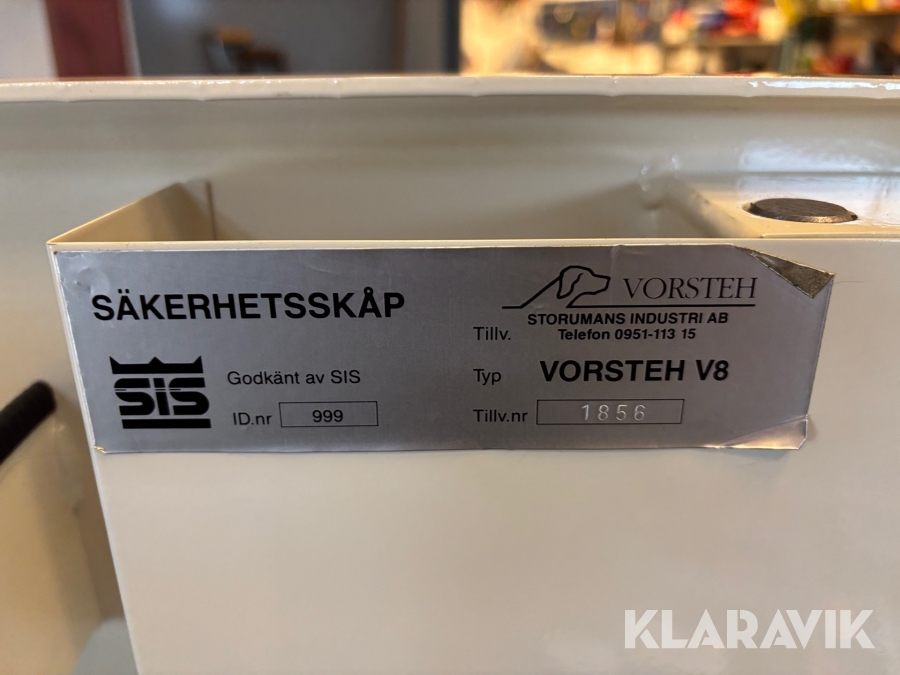 SÄKERHETSSKÅP
SIS
Godkänt av SIS
ID.nr 999
VORSTEH
Tillv. STORUMANS INDUSTRI AB
Telefon 0951-113 15
Typ VORSTEH V8
Tillv.nr 1856
KLARAVIK